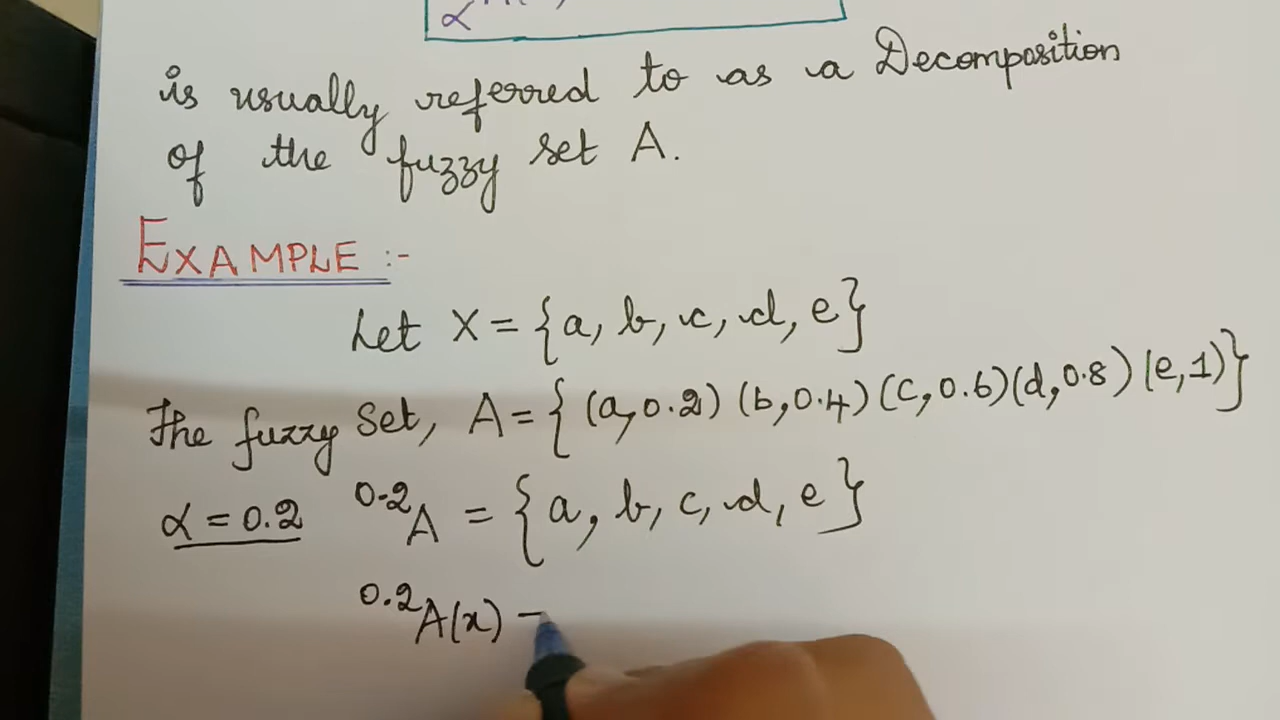 is usually referred to as a Decomposition
of the fuzzy set A.
EXAMPLE :-
Let X = {a, b, c, d, e}
The fuzzy Set, A = {(a,0.2) (b,0.4) (c,0.6) (d,0.8) (e,1)}
α = 0.2 ⁰·²A = {a, b, c, d, e}
⁰·²A(x) =